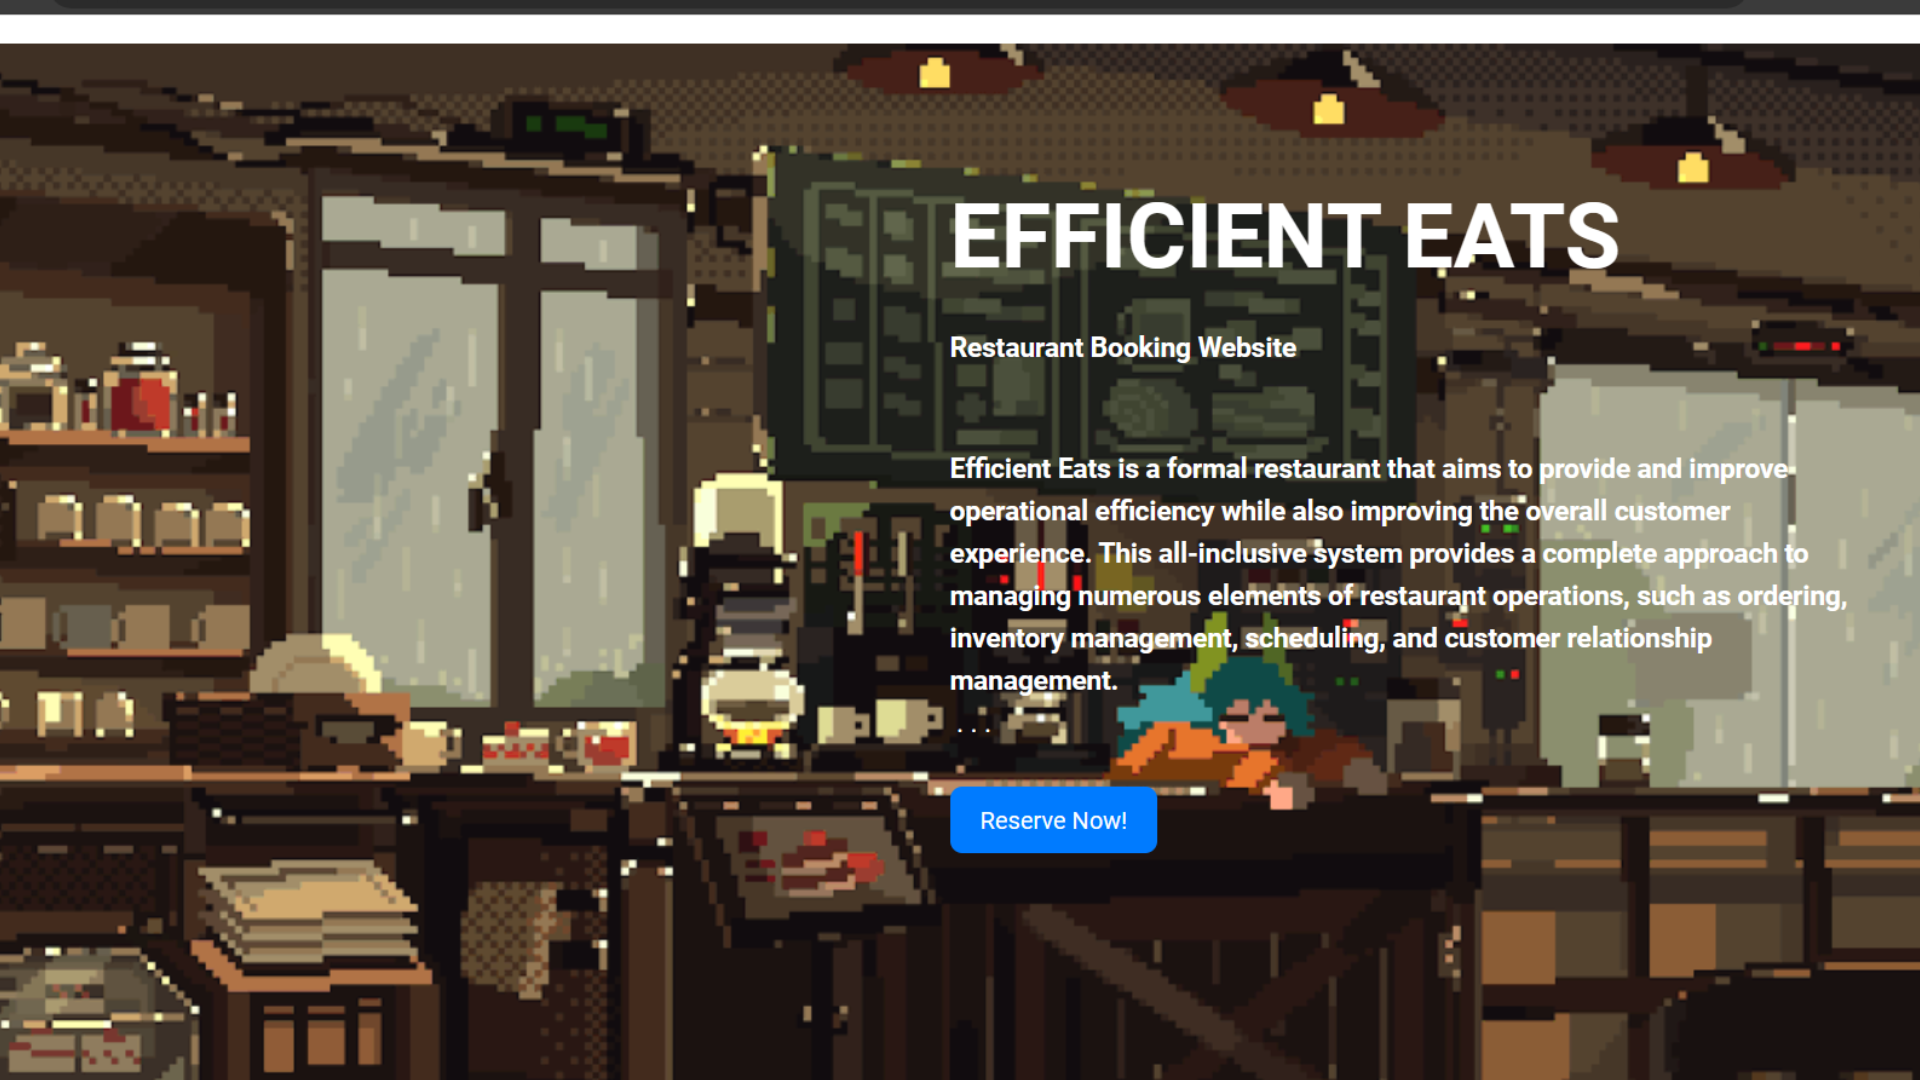 EFFICIENT EATS
Restaurant Booking Website
Efficient Eats is a formal restaurant that aims to provide and improve
operational efficiency while also improving the overall customer
experience. This all-inclusive system provides a complete approach to
managing numerous elements of restaurant operations, such as ordering,
inventory management, scheduling, and customer relationship
management.
. . .
Reserve Now!